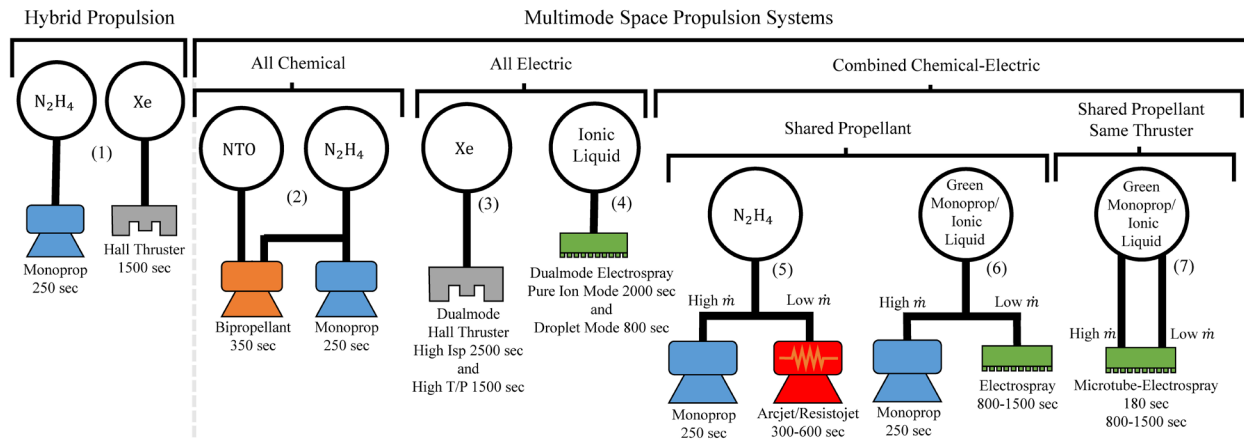 Hybrid Propulsion
Multimode Space Propulsion Systems
All Chemical
All Electric
Combined Chemical-Electric
Shared Propellant
Shared Propellant
Same Thruster
N₂H₄
Xe
(1)
Monoprop
250 sec
Hall Thruster
1500 sec
NTO
N₂H₄
(2)
Bipropellant
350 sec
Monoprop
250 sec
Xe
(3)
Dualmode
Hall Thruster
High Isp 2500 sec
and
High T/P 1500 sec
Ionic
Liquid
(4)
Dualmode Electrospray
Pure Ion Mode 2000 sec
and
Droplet Mode 800 sec
N₂H₄
(5)
High ṁ
Low ṁ
Monoprop
250 sec
Arcjet/Resistojet
300-600 sec
Green
Monoprop/
Ionic
Liquid
(6)
High ṁ
Low ṁ
Monoprop
250 sec
Electrospray
800-1500 sec
Green
Monoprop/
Ionic
Liquid
(7)
High ṁ
Low ṁ
Microtube-Electrospray
180 sec
800-1500 sec